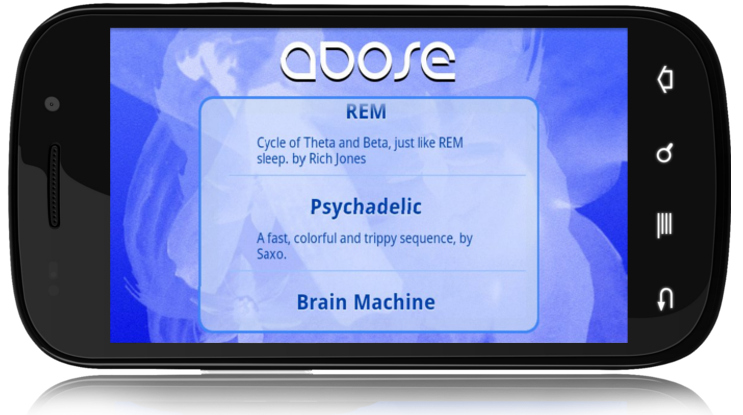 abose
REM
Cycle of Theta and Beta, just like REM
sleep. by Rich Jones
Psychadelic
A fast, colorful and trippy sequence, by
Saxo.
Brain Machine